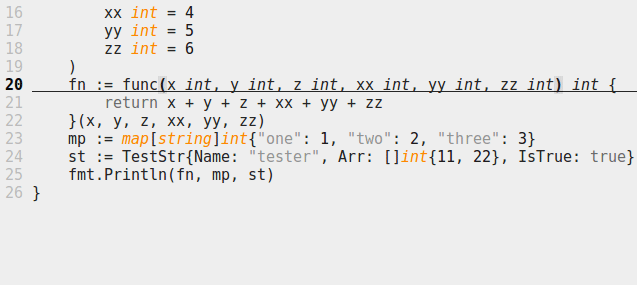 16         xx int = 4
17         yy int = 5
18         zz int = 6
19     )
20     fn := func(x int, y int, z int, xx int, yy int, zz int) int {
21         return x + y + z + xx + yy + zz
22     }(x, y, z, xx, yy, zz)
23     mp := map[string]int{"one": 1, "two": 2, "three": 3}
24     st := TestStr{Name: "tester", Arr: []int{11, 22}, IsTrue: true}
25     fmt.Println(fn, mp, st)
26 }